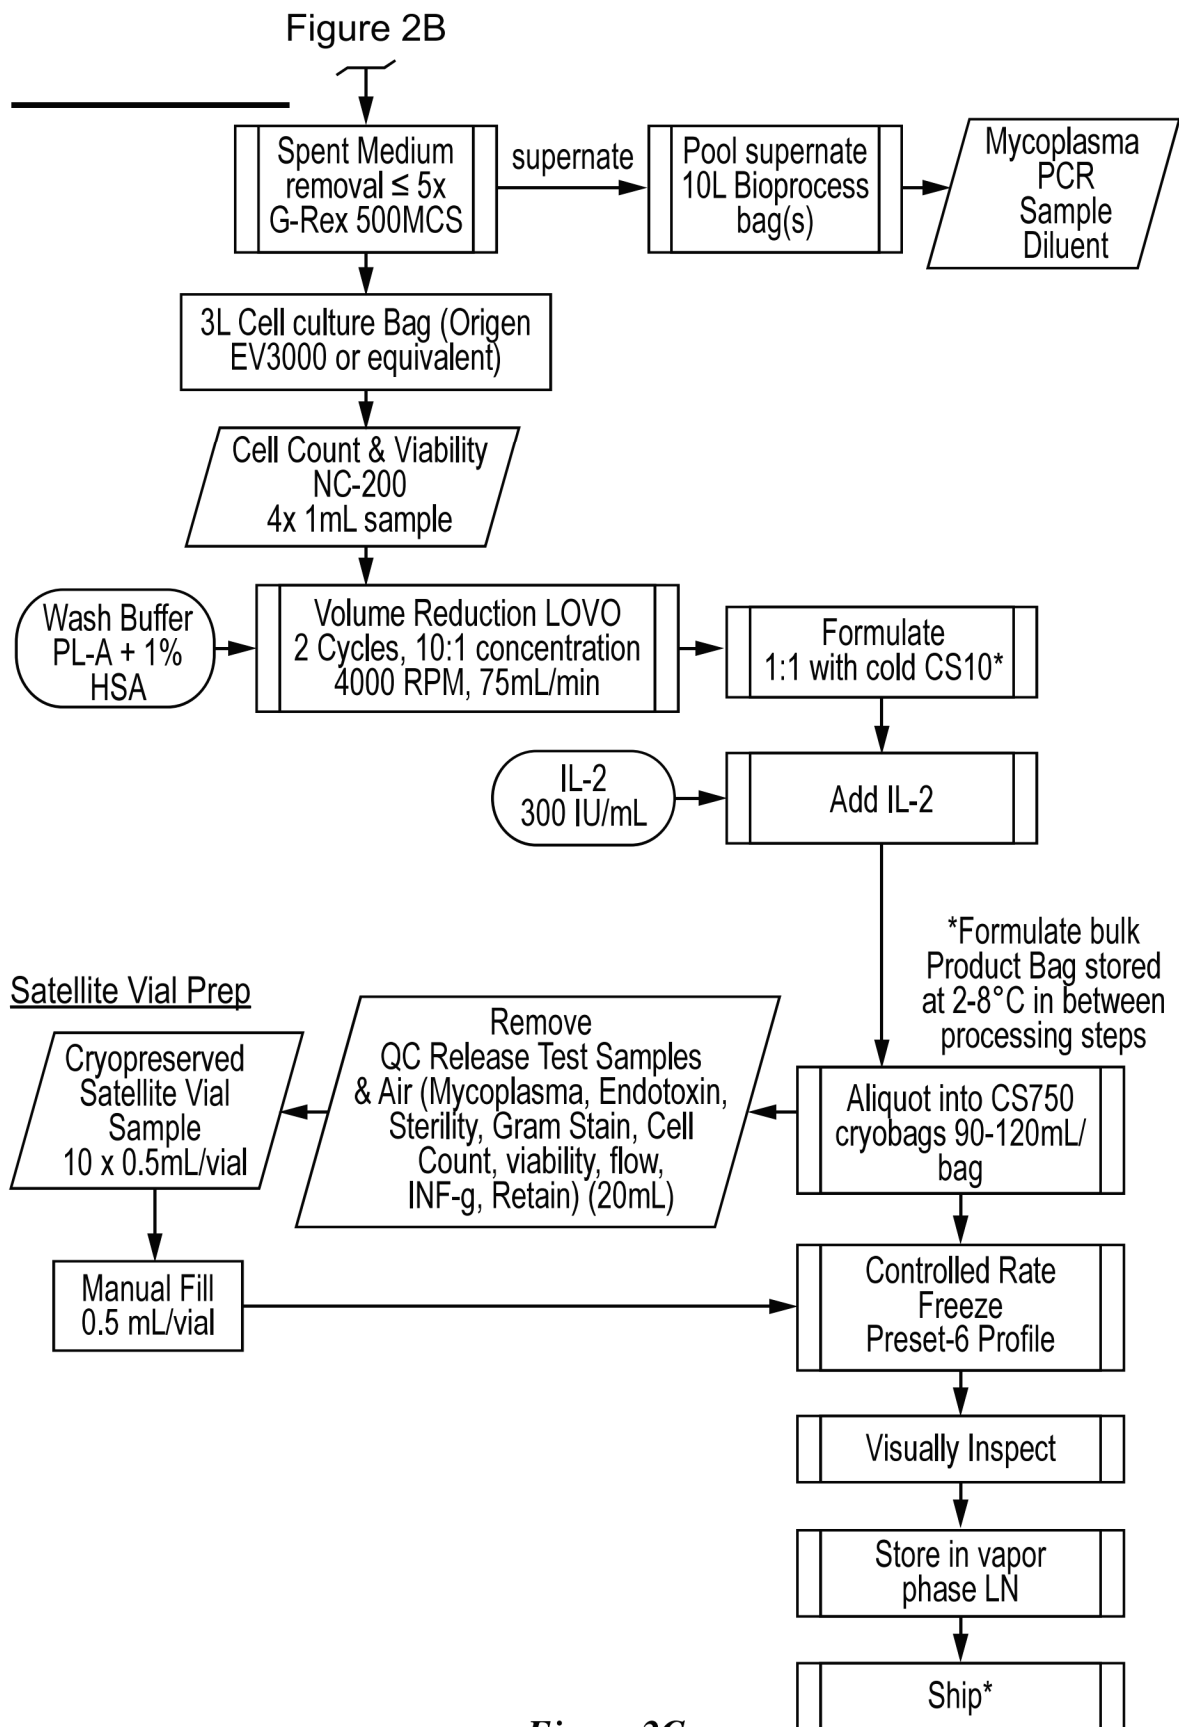 Figure 2B
Spent Medium
removal ≤ 5x
G-Rex 500MCS
supernate
Pool supernate
10L Bioprocess
bag(s)
Mycoplasma
PCR
Sample
Diluent
3L Cell culture Bag (Origen
EV3000 or equivalent)
Cell Count & Viability
NC-200
4x 1mL sample
Wash Buffer
PL-A + 1%
HSA
Volume Reduction LOVO
2 Cycles, 10:1 concentration
4000 RPM, 75mL/min
Formulate
1:1 with cold CS10*
IL-2
300 IU/mL
Add IL-2
*Formulate bulk
Product Bag stored
at 2-8°C in between
processing steps
Satellite Vial Prep
Cryopreserved
Satellite Vial
Sample
10 x 0.5mL/vial
Remove
QC Release Test Samples
& Air (Mycoplasma, Endotoxin,
Sterility, Gram Stain, Cell
Count, viability, flow,
INF-g, Retain) (20mL)
Aliquot into CS750
cryobags 90-120mL/
bag
Manual Fill
0.5 mL/vial
Controlled Rate
Freeze
Preset-6 Profile
Visually Inspect
Store in vapor
phase LN
Ship*
Figure 2C